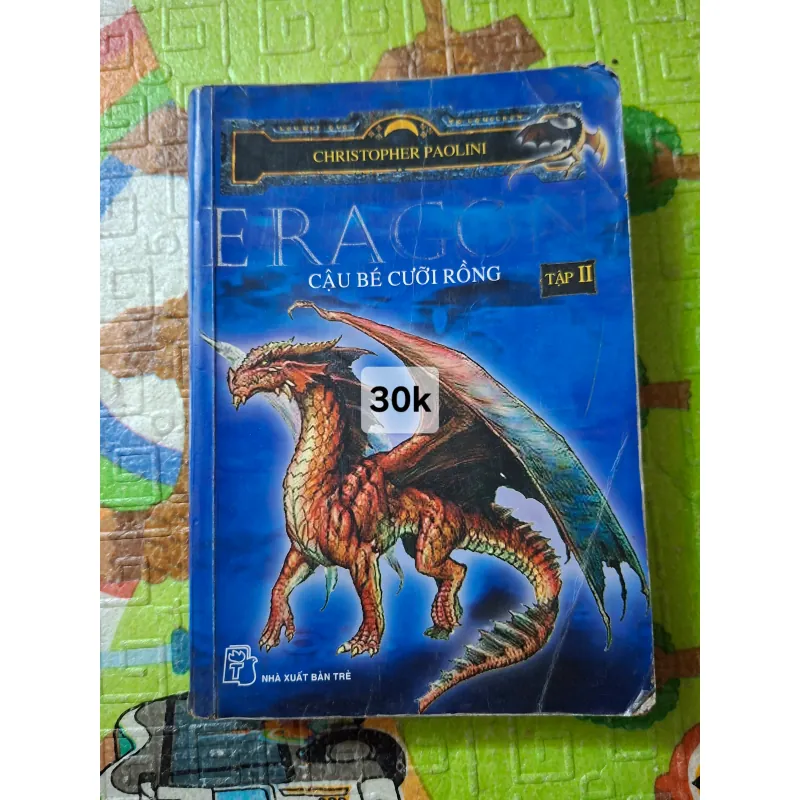 CHRISTOPHER PAOLINI
ERAGON
CẬU BÉ CƯỠI RỒNG
TẬP II
30k
NHÀ XUẤT BẢN TRẺ